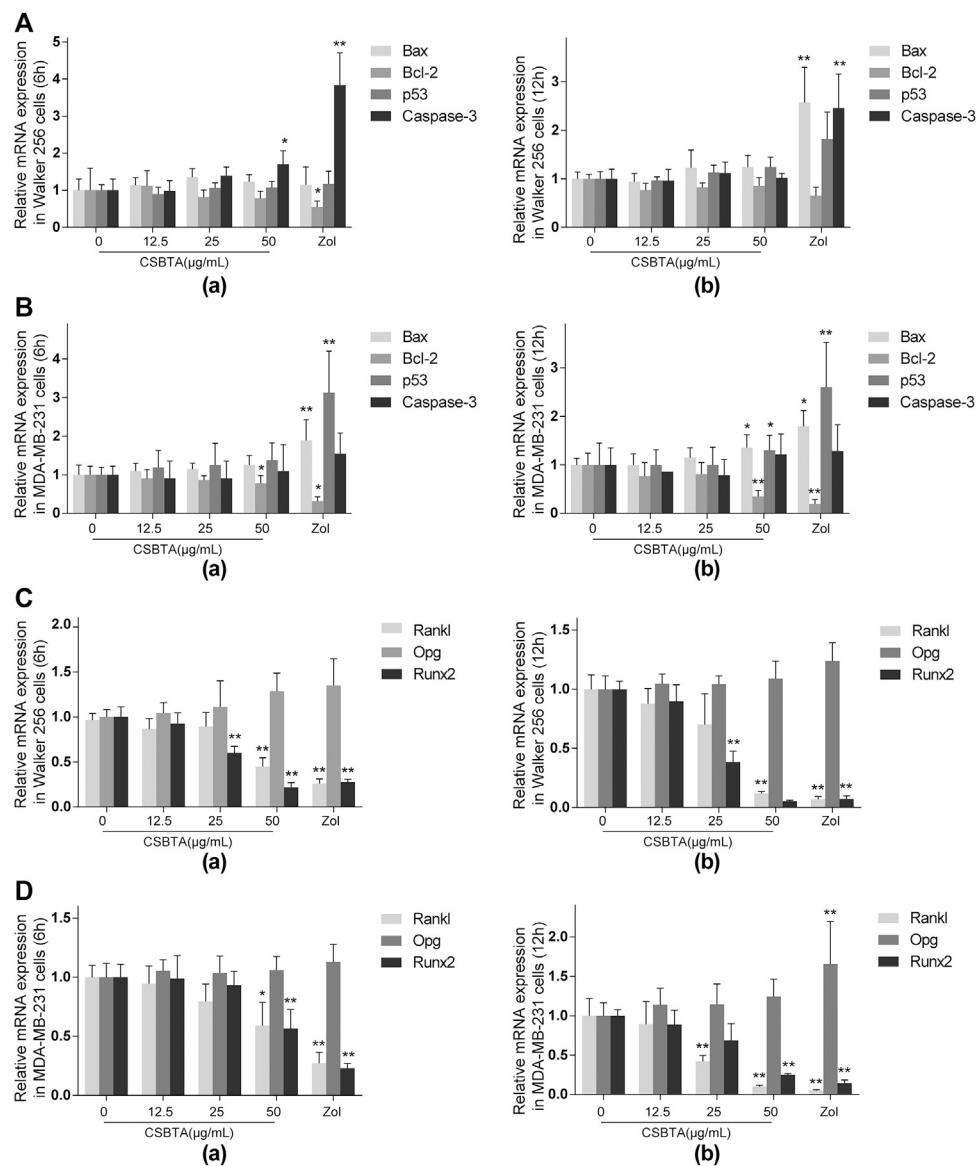 A
Relative mRNA expression
in Walker 256 cells (6h)
5
4
3
2
1
0
**
*
*
Bax
Bcl-2
p53
Caspase-3
0 12.5 25 50 Zol
CSBTA(μg/mL)
(a)
Relative mRNA expression
in Walker 256 cells (12h)
3
2
1
0
** **
Bax
Bcl-2
p53
Caspase-3
0 12.5 25 50 Zol
CSBTA(μg/mL)
(b)
B
Relative mRNA expression
in MDA-MB-231 cells (6h)
4
3
2
1
0
**
**
*
*
Bax
Bcl-2
p53
Caspase-3
0 12.5 25 50 Zol
CSBTA(μg/mL)
(a)
Relative mRNA expression
in MDA-MB-231 cells (12h)
3
2
1
0
**
*
* *
**
**
Bax
Bcl-2
p53
Caspase-3
0 12.5 25 50 Zol
CSBTA(μg/mL)
(b)
C
Relative mRNA expression
in Walker 256 cells (6h)
2.0
1.5
1.0
0.5
0.0
**
**
**
** **
Rankl
Opg
Runx2
0 12.5 25 50 Zol
CSBTA(μg/mL)
(a)
Relative mRNA expression
in Walker 256 cells (12h)
1.5
1.0
0.5
0.0
**
**
** **
Rankl
Opg
Runx2
0 12.5 25 50 Zol
CSBTA(μg/mL)
(b)
D
Relative mRNA expression
in MDA-MB-231 cells (6h)
1.5
1.0
0.5
0.0
* **
** **
Rankl
Opg
Runx2
0 12.5 25 50 Zol
CSBTA(μg/mL)
(a)
Relative mRNA expression
in MDA-MB-231 cells (12h)
2.0
1.5
1.0
0.5
0.0
**
**
** **
** **
Rankl
Opg
Runx2
0 12.5 25 50 Zol
CSBTA(μg/mL)
(b)